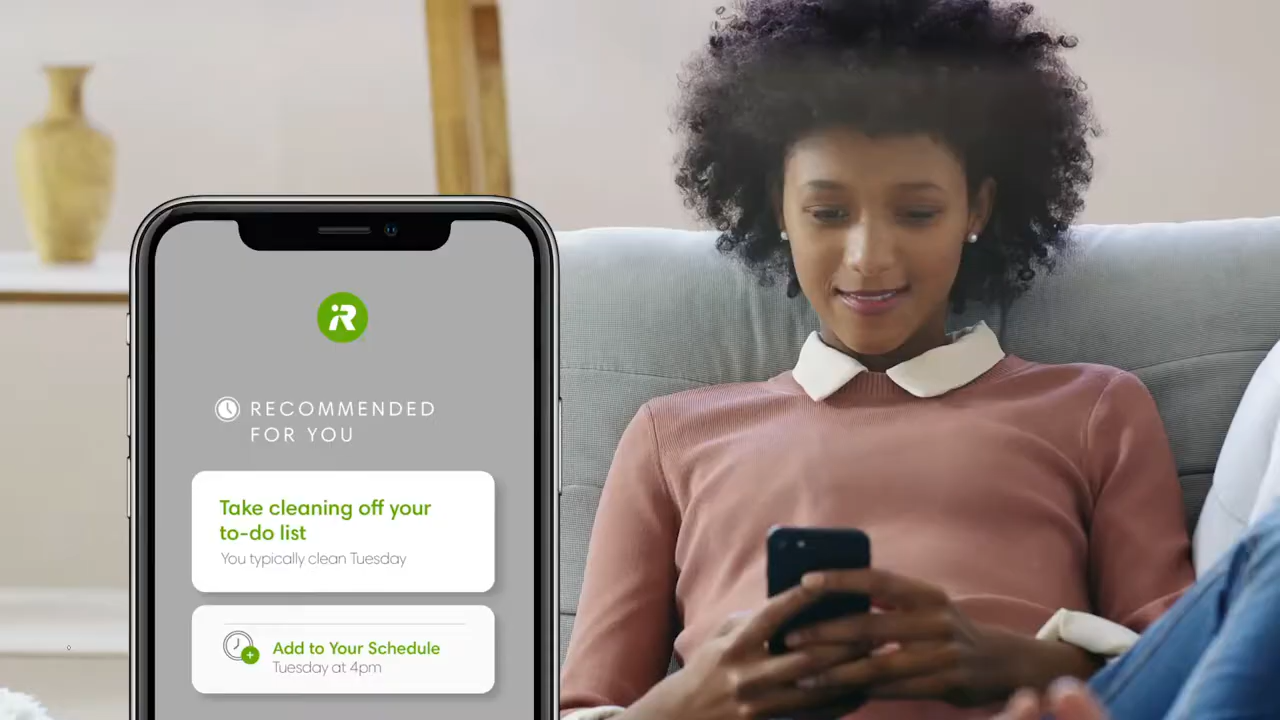 iR
RECOMMENDED
FOR YOU
Take cleaning off your
to-do list
You typically clean Tuesday
Add to Your Schedule
Tuesday at 4pm